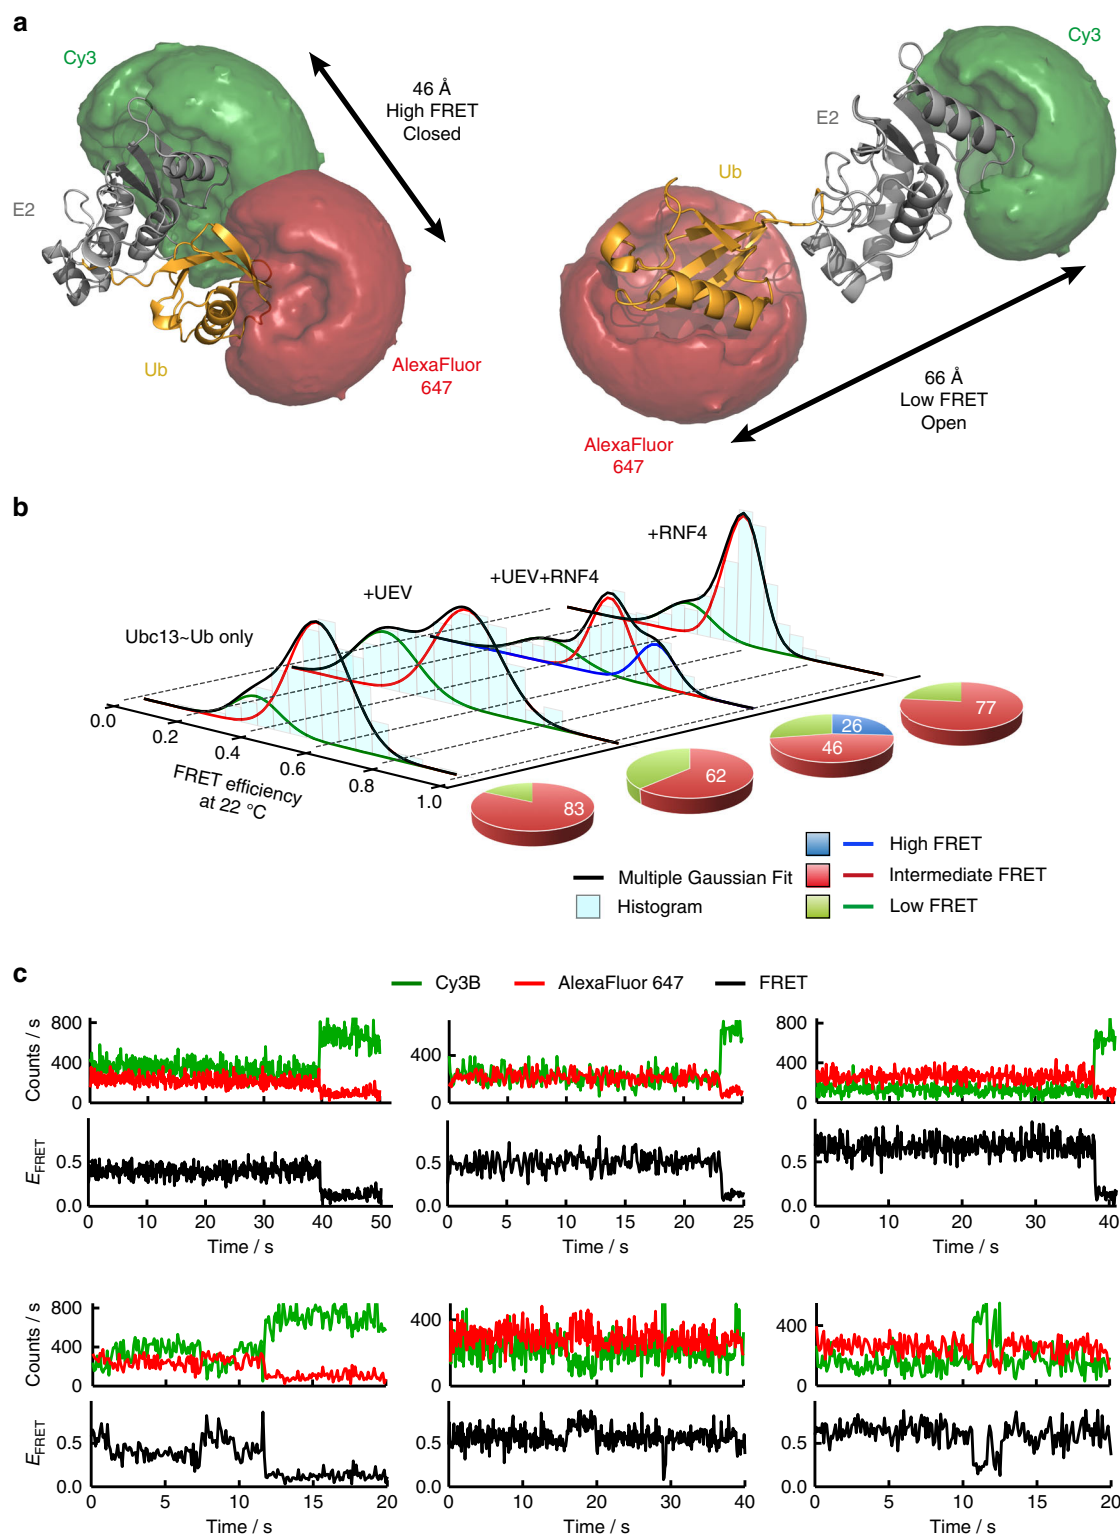 a
Cy3
46 Å
High FRET
Closed
E2
Ub
AlexaFluor
647
Cy3
E2
Ub
66 Å
Low FRET
Open
AlexaFluor
647
b
Ubc13~Ub only
+UEV
+UEV+RNF4
+RNF4
0.0
0.2
0.4
0.6
0.8
1.0
FRET efficiency
at 22 °C
83
62
26
46
77
Multiple Gaussian Fit
Histogram
High FRET
Intermediate FRET
Low FRET
c
Cy3B
AlexaFluor 647
FRET
Counts / s
800
400
0
400
0
800
400
0
E FRET
0.5
0.0
0 10 20 30 40 50
Time / s
0.5
0.0
0 5 10 15 20 25
Time / s
0.5
0.0
0 10 20 30 40
Time / s
Counts / s
800
400
0
400
0
400
0
E FRET
0.5
0.0
0 5 10 15 20
Time / s
0.5
0.0
0 10 20 30 40
Time / s
0.5
0.0
0 5 10 15 20
Time / s